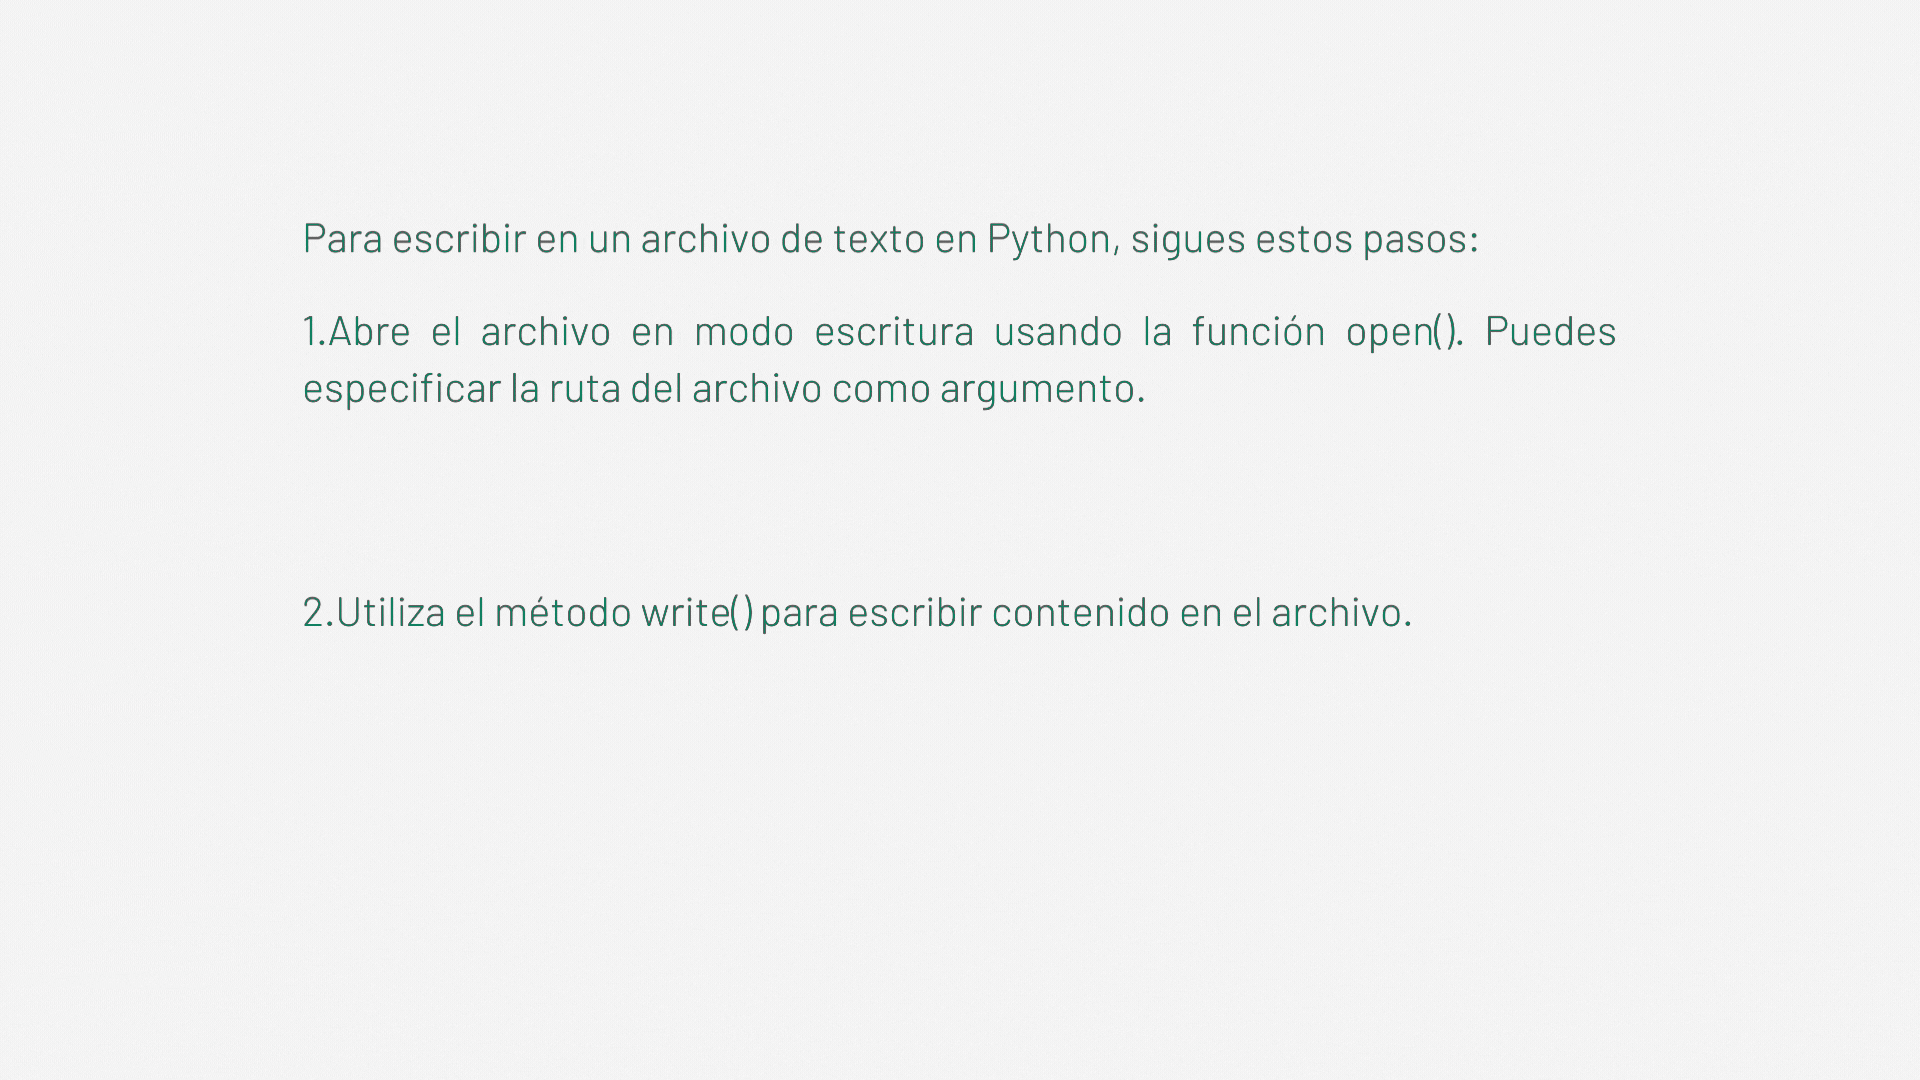 Para escribir en un archivo de texto en Python, sigues estos pasos:
1.Abre el archivo en modo escritura usando la función open(). Puedes
especificar la ruta del archivo como argumento.
2.Utiliza el método write() para escribir contenido en el archivo.